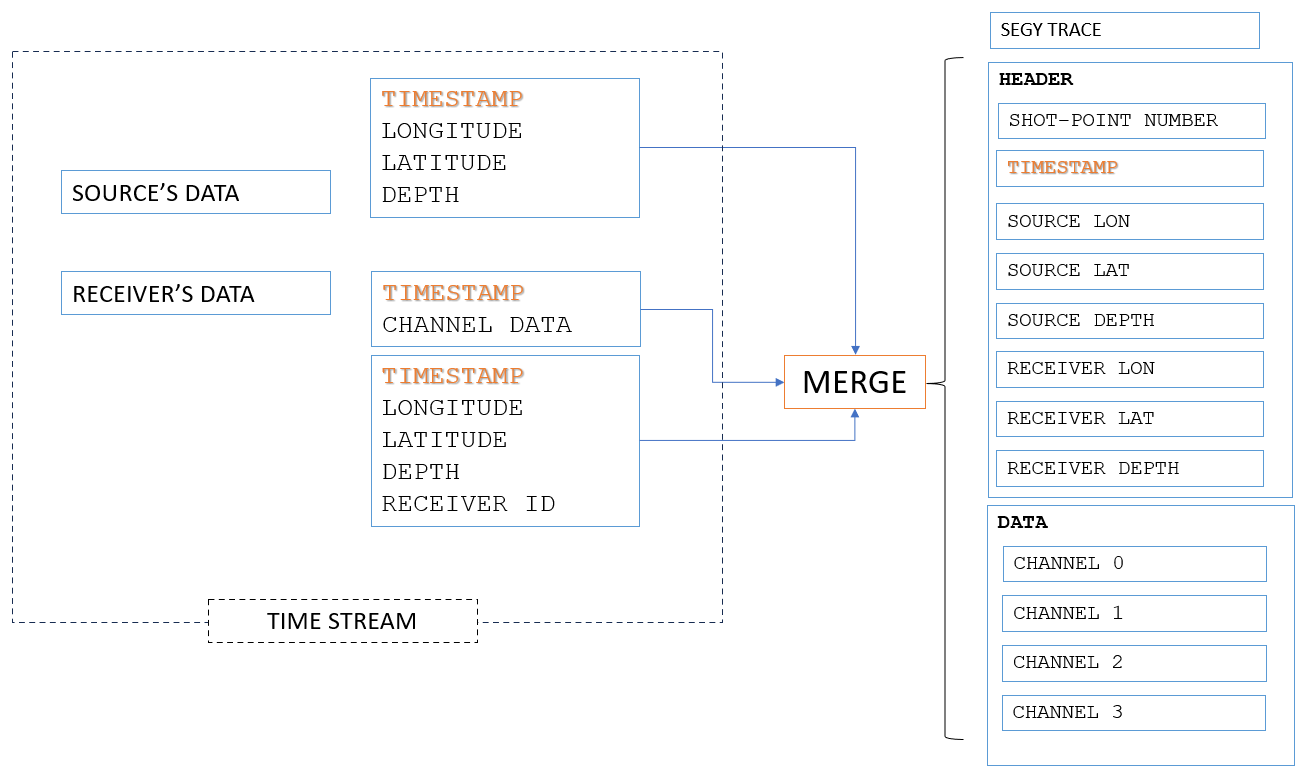 SOURCE’S DATA
TIMESTAMP
LONGITUDE
LATITUDE
DEPTH
RECEIVER’S DATA
TIMESTAMP
CHANNEL DATA
TIMESTAMP
LONGITUDE
LATITUDE
DEPTH
RECEIVER ID
TIME STREAM
MERGE
SEGY TRACE
HEADER
SHOT-POINT NUMBER
TIMESTAMP
SOURCE LON
SOURCE LAT
SOURCE DEPTH
RECEIVER LON
RECEIVER LAT
RECEIVER DEPTH
DATA
CHANNEL 0
CHANNEL 1
CHANNEL 2
CHANNEL 3